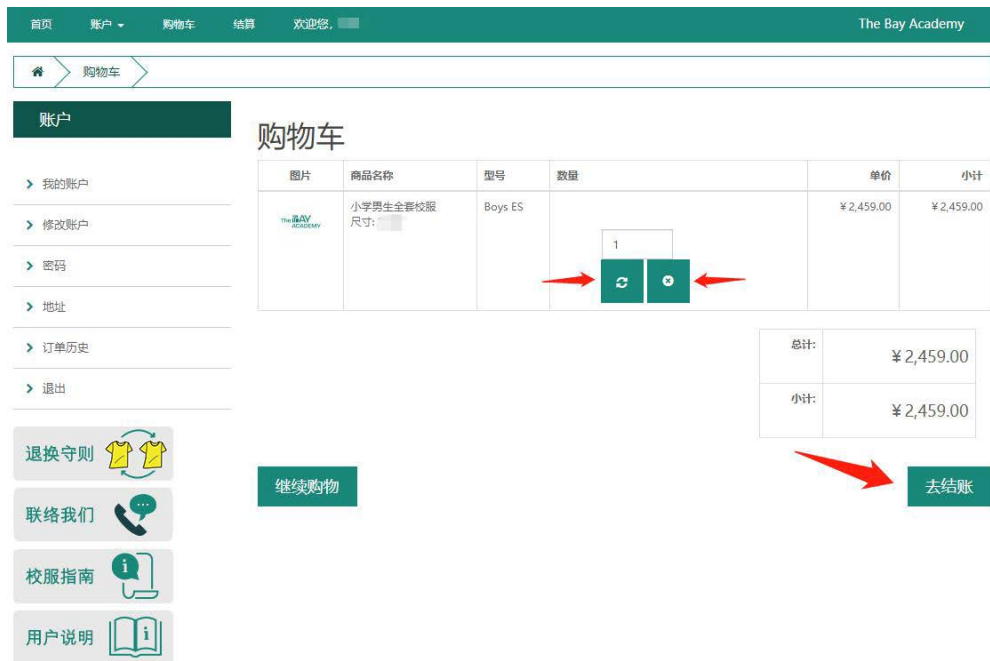 首页 账户 购物车 结算 欢迎您, The Bay Academy
购物车
账户
我的账户
修改账户
密码
地址
订单历史
退出
退换守则
联络我们
校服指南
用户说明
购物车
图片 商品名称 型号 数量 单价 小计
The BAY
ACADEMY
小学男生全套校服
尺寸:
Boys ES
1
¥2,459.00 ¥2,459.00
总计: ¥2,459.00
小计: ¥2,459.00
继续购物 去结账